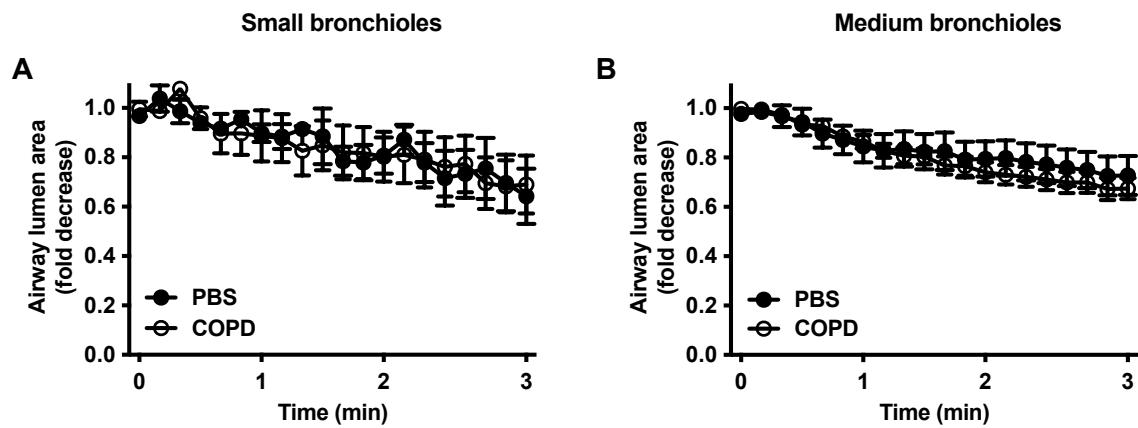 Small bronchioles
A
Airway lumen area
(fold decrease)
1.0
0.8
0.6
0.4
0.2
0.0
PBS
COPD
0
1
2
3
Time (min)
Medium bronchioles
B
Airway lumen area
(fold decrease)
1.0
0.8
0.6
0.4
0.2
0.0
PBS
COPD
0
1
2
3
Time (min)